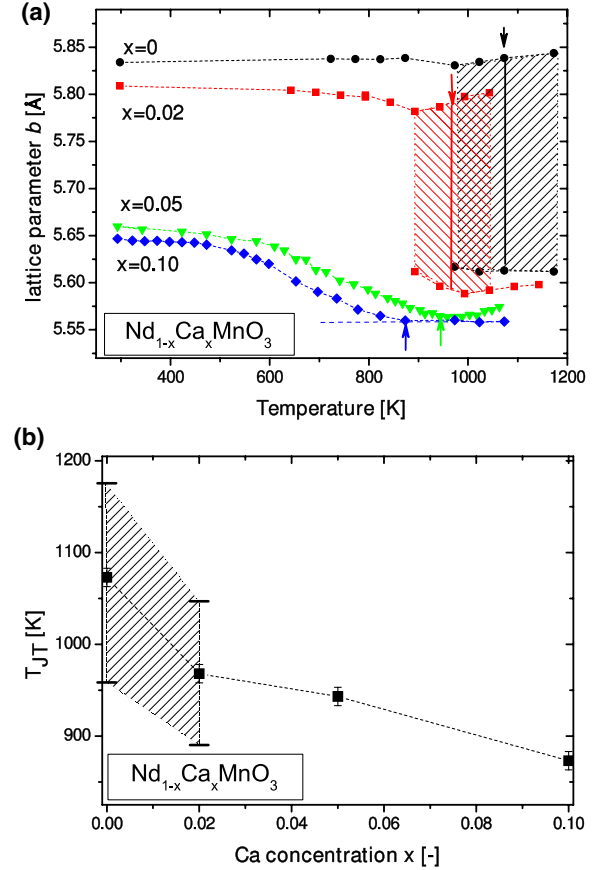 (a)
x=0
x=0.02
x=0.05
x=0.10
Nd1-xCaxMnO3
5.85
5.80
5.75
5.70
5.65
5.60
5.55
lattice parameter b [Å]
400
600
800
1000
1200
Temperature [K]
(b)
1200
1100
1000
900
TJT [K]
Nd1-xCaxMnO3
0.00
0.02
0.04
0.06
0.08
0.10
Ca concentration x [-]